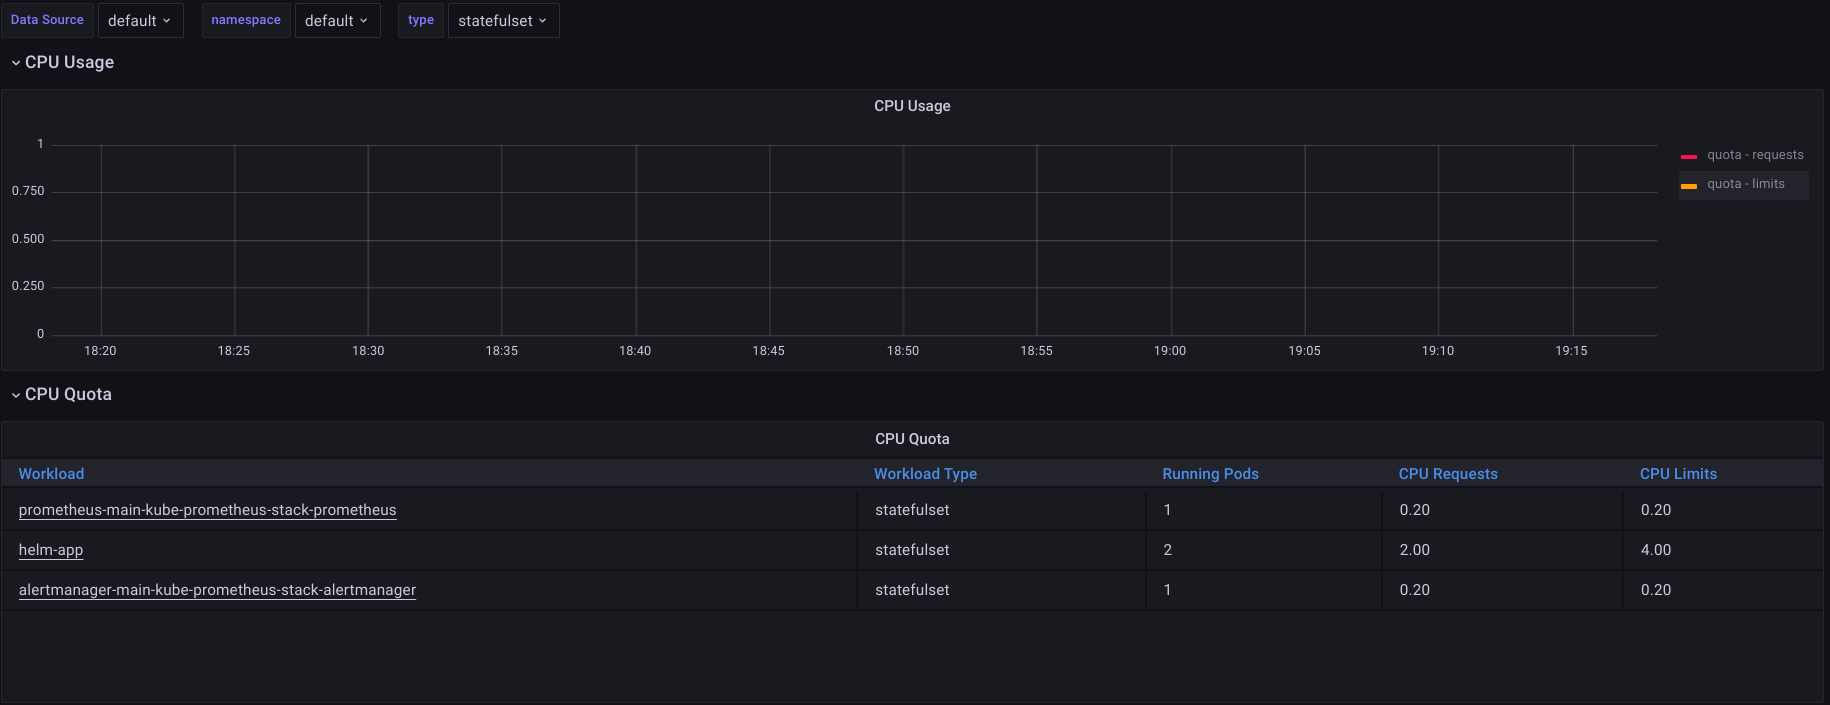 Data Source default namespace default type statefulset
CPU Usage
CPU Usage
1
0.750
0.500
0.250
0
18:20 18:25 18:30 18:35 18:40 18:45 18:50 18:55 19:00 19:05 19:10 19:15
quota - requests
quota - limits
CPU Quota
CPU Quota
Workload Workload Type Running Pods CPU Requests CPU Limits
prometheus-main-kube-prometheus-stack-prometheus statefulset 1 0.20 0.20
helm-app statefulset 2 2.00 4.00
alertmanager-main-kube-prometheus-stack-alertmanager statefulset 1 0.20 0.20